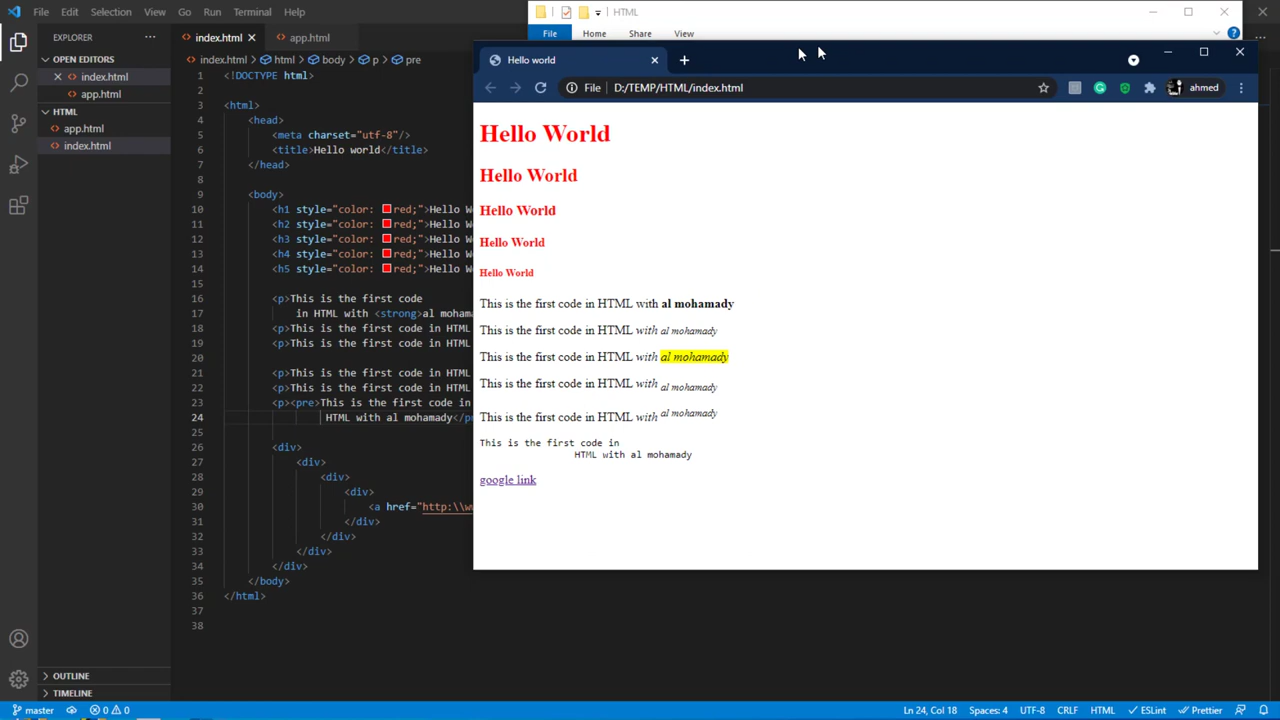 File Edit Selection View Go Run Terminal Help
EXPLORER
OPEN EDITORS
index.html
app.html
HTML
app.html
index.html
OUTLINE
TIMELINE
index.html
app.html
index.html > html > body > p > pre
1 <!DOCTYPE html>
2
3 <html>
4 <head>
5 <meta charset="utf-8"/>
6 <title>Hello world</title>
7 </head>
8
9 <body>
10 <h1 style="color: red;">Hello W
11 <h2 style="color: red;">Hello W
12 <h3 style="color: red;">Hello W
13 <h4 style="color: red;">Hello W
14 <h5 style="color: red;">Hello W
15
16 <p>This is the first code
17 in HTML with <strong>al mohama
18 <p>This is the first code in HTML
19 <p>This is the first code in HTML
20
21 <p>This is the first code in HTML
22 <p>This is the first code in HTML
23 <p><pre>This is the first code in
24 HTML with al mohamady</p
25
26 <div>
27 <div>
28 <div>
29 <div>
30 <a href="http:\\w
31 </div>
32 </div>
33 </div>
34 </div>
35 </body>
36 </html>
37
38
HTML
File Home Share View
Hello world
File D:/TEMP/HTML/index.html
ahmed
Hello World
Hello World
Hello World
Hello World
Hello World
This is the first code in HTML with al mohamady
This is the first code in HTML with al mohamady
This is the first code in HTML with al mohamady
This is the first code in HTML with al mohamady
This is the first code in HTML with al mohamady
This is the first code in
HTML with al mohamady
google link
master 0 0 Ln 24, Col 18 Spaces: 4 UTF-8 CRLF HTML ESLint Prettier